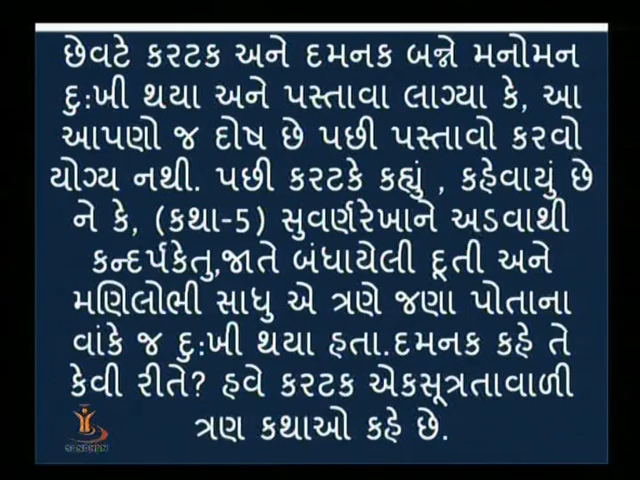 છેવટે કરટક અને દમનક બન્ને મનોમન
દુ:ખી થયા અને પસ્તાવા લાગ્યા કે, આ
આપણો જ દોષ છે પછી પસ્તાવો કરવો
યોગ્ય નથી. પછી કરટકે કહ્યું , કહેવાયું છે
ને કે, (કથા-5) સુવર્ણરેખાને અડવાથી
કન્દર્પકેતુ,જાતે બંધાયેલી દૂતી અને
મણિલોભી સાધુ એ ત્રણે જણા પોતાના
વાંકે જ દુ:ખી થયા હતા.દમનક કહે તે
કેવી રીતે? હવે કરટક એકસૂત્રતાવાળી
ત્રણ કથાઓ કહે છે.
SANDHAN